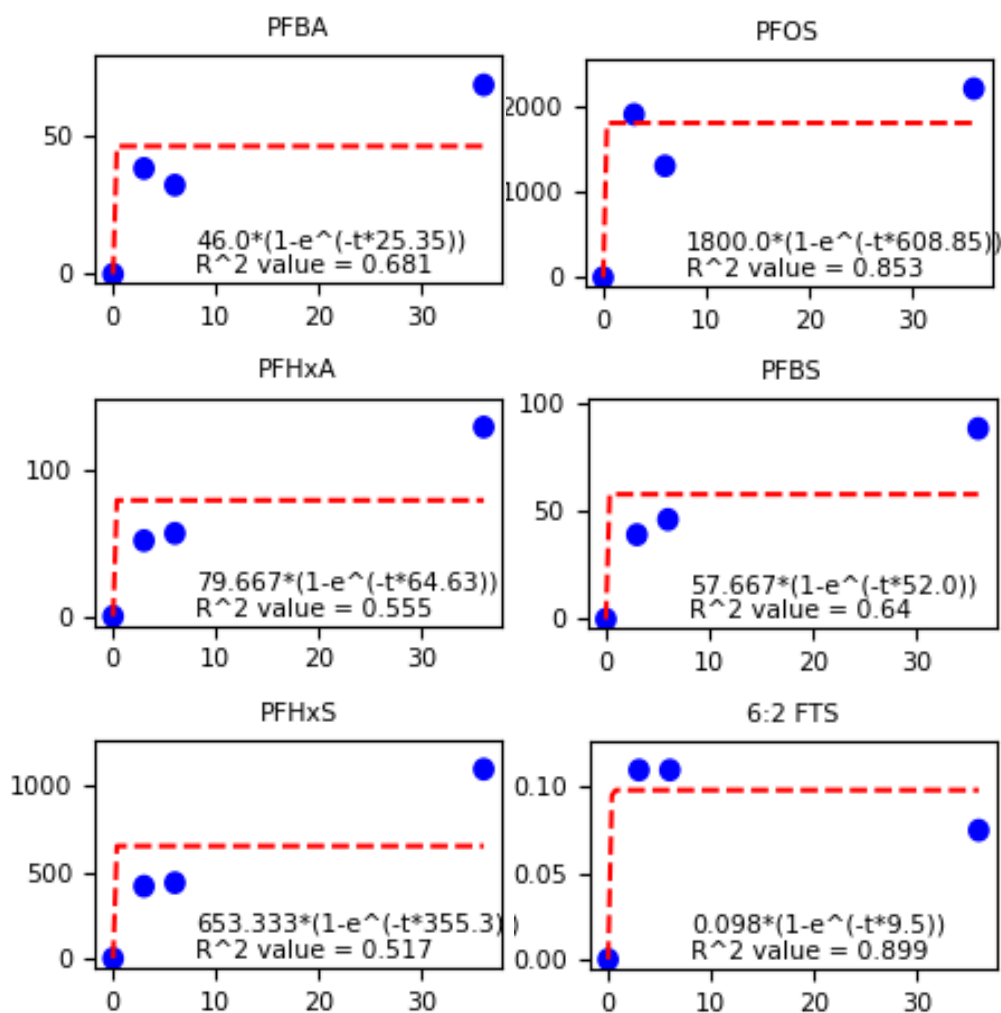 PFBA
50
0
46.0*(1-e^(-t*25.35))
R^2 value = 0.681
0 10 20 30
PFOS
2000
1000
0
1800.0*(1-e^(-t*608.85))
R^2 value = 0.853
0 10 20 30
PFHxA
100
0
79.667*(1-e^(-t*64.63))
R^2 value = 0.555
0 10 20 30
PFBS
100
50
0
57.667*(1-e^(-t*52.0))
R^2 value = 0.64
0 10 20 30
PFHxS
1000
500
0
653.333*(1-e^(-t*355.3))
R^2 value = 0.517
0 10 20 30
6:2 FTS
0.10
0.05
0.00
0.098*(1-e^(-t*9.5))
R^2 value = 0.899
0 10 20 30